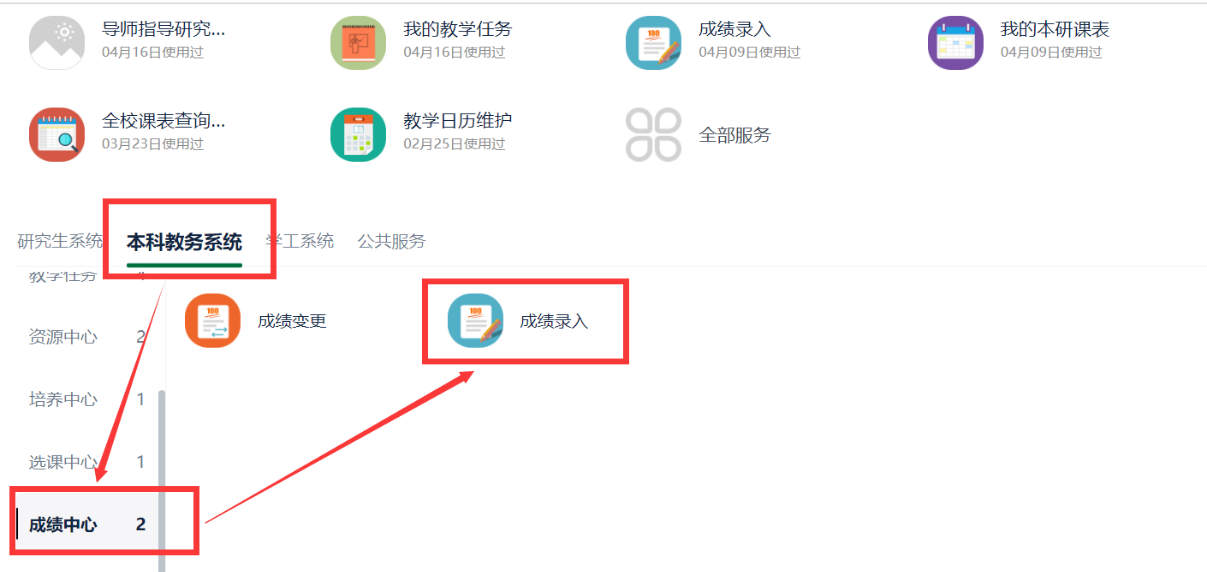 导师指导研究...
04月16日使用过
我的教学任务
04月16日使用过
成绩录入
04月09日使用过
我的本研课表
04月09日使用过
全校课表查询...
03月23日使用过
教学日历维护
02月25日使用过
全部服务
研究生系统
本科教务系统
学工系统
公共服务
教学任务
资源中心 2
培养中心 1
选课中心 1
成绩中心 2
100
成绩变更
100
成绩录入